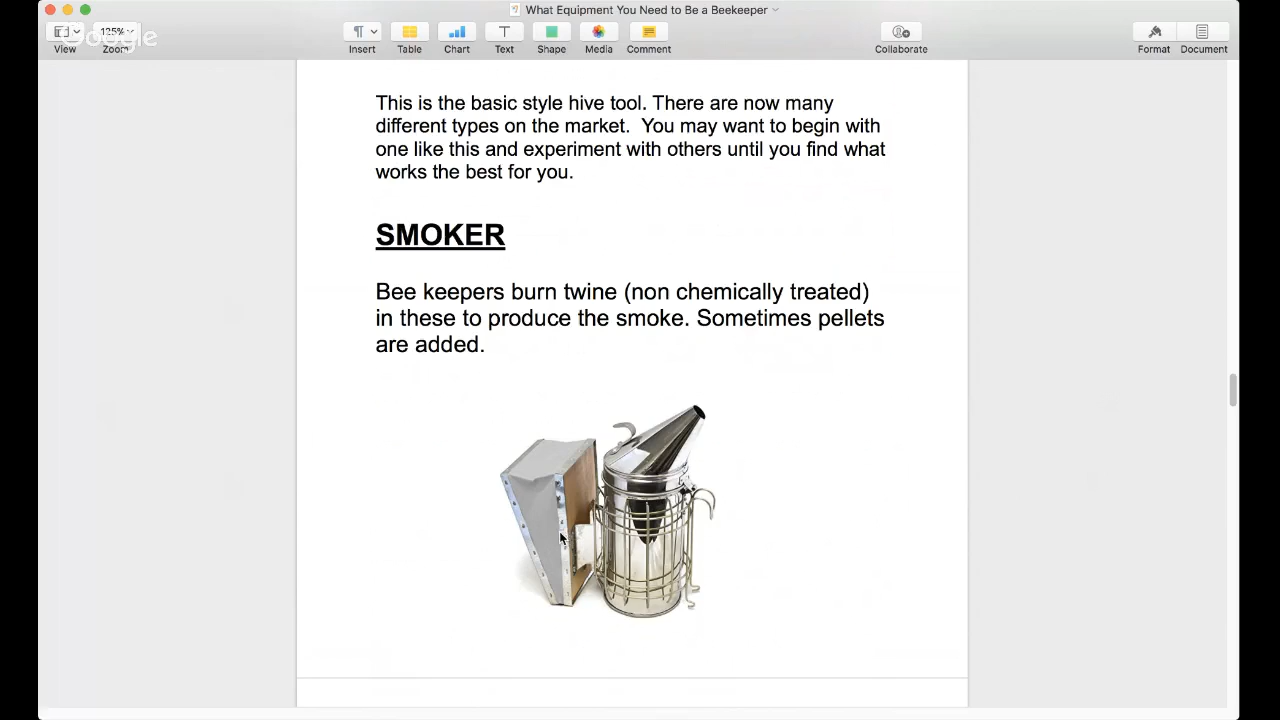 What Equipment You Need to Be a Beekeeper
Google
125%
View
Zoom
Insert
Table
Chart
Text
Shape
Media
Comment
Collaborate
Format
Document
This is the basic style hive tool. There are now many
different types on the market.  You may want to begin with
one like this and experiment with others until you find what
works the best for you.
SMOKER
Bee keepers burn twine (non chemically treated)
in these to produce the smoke. Sometimes pellets
are added.